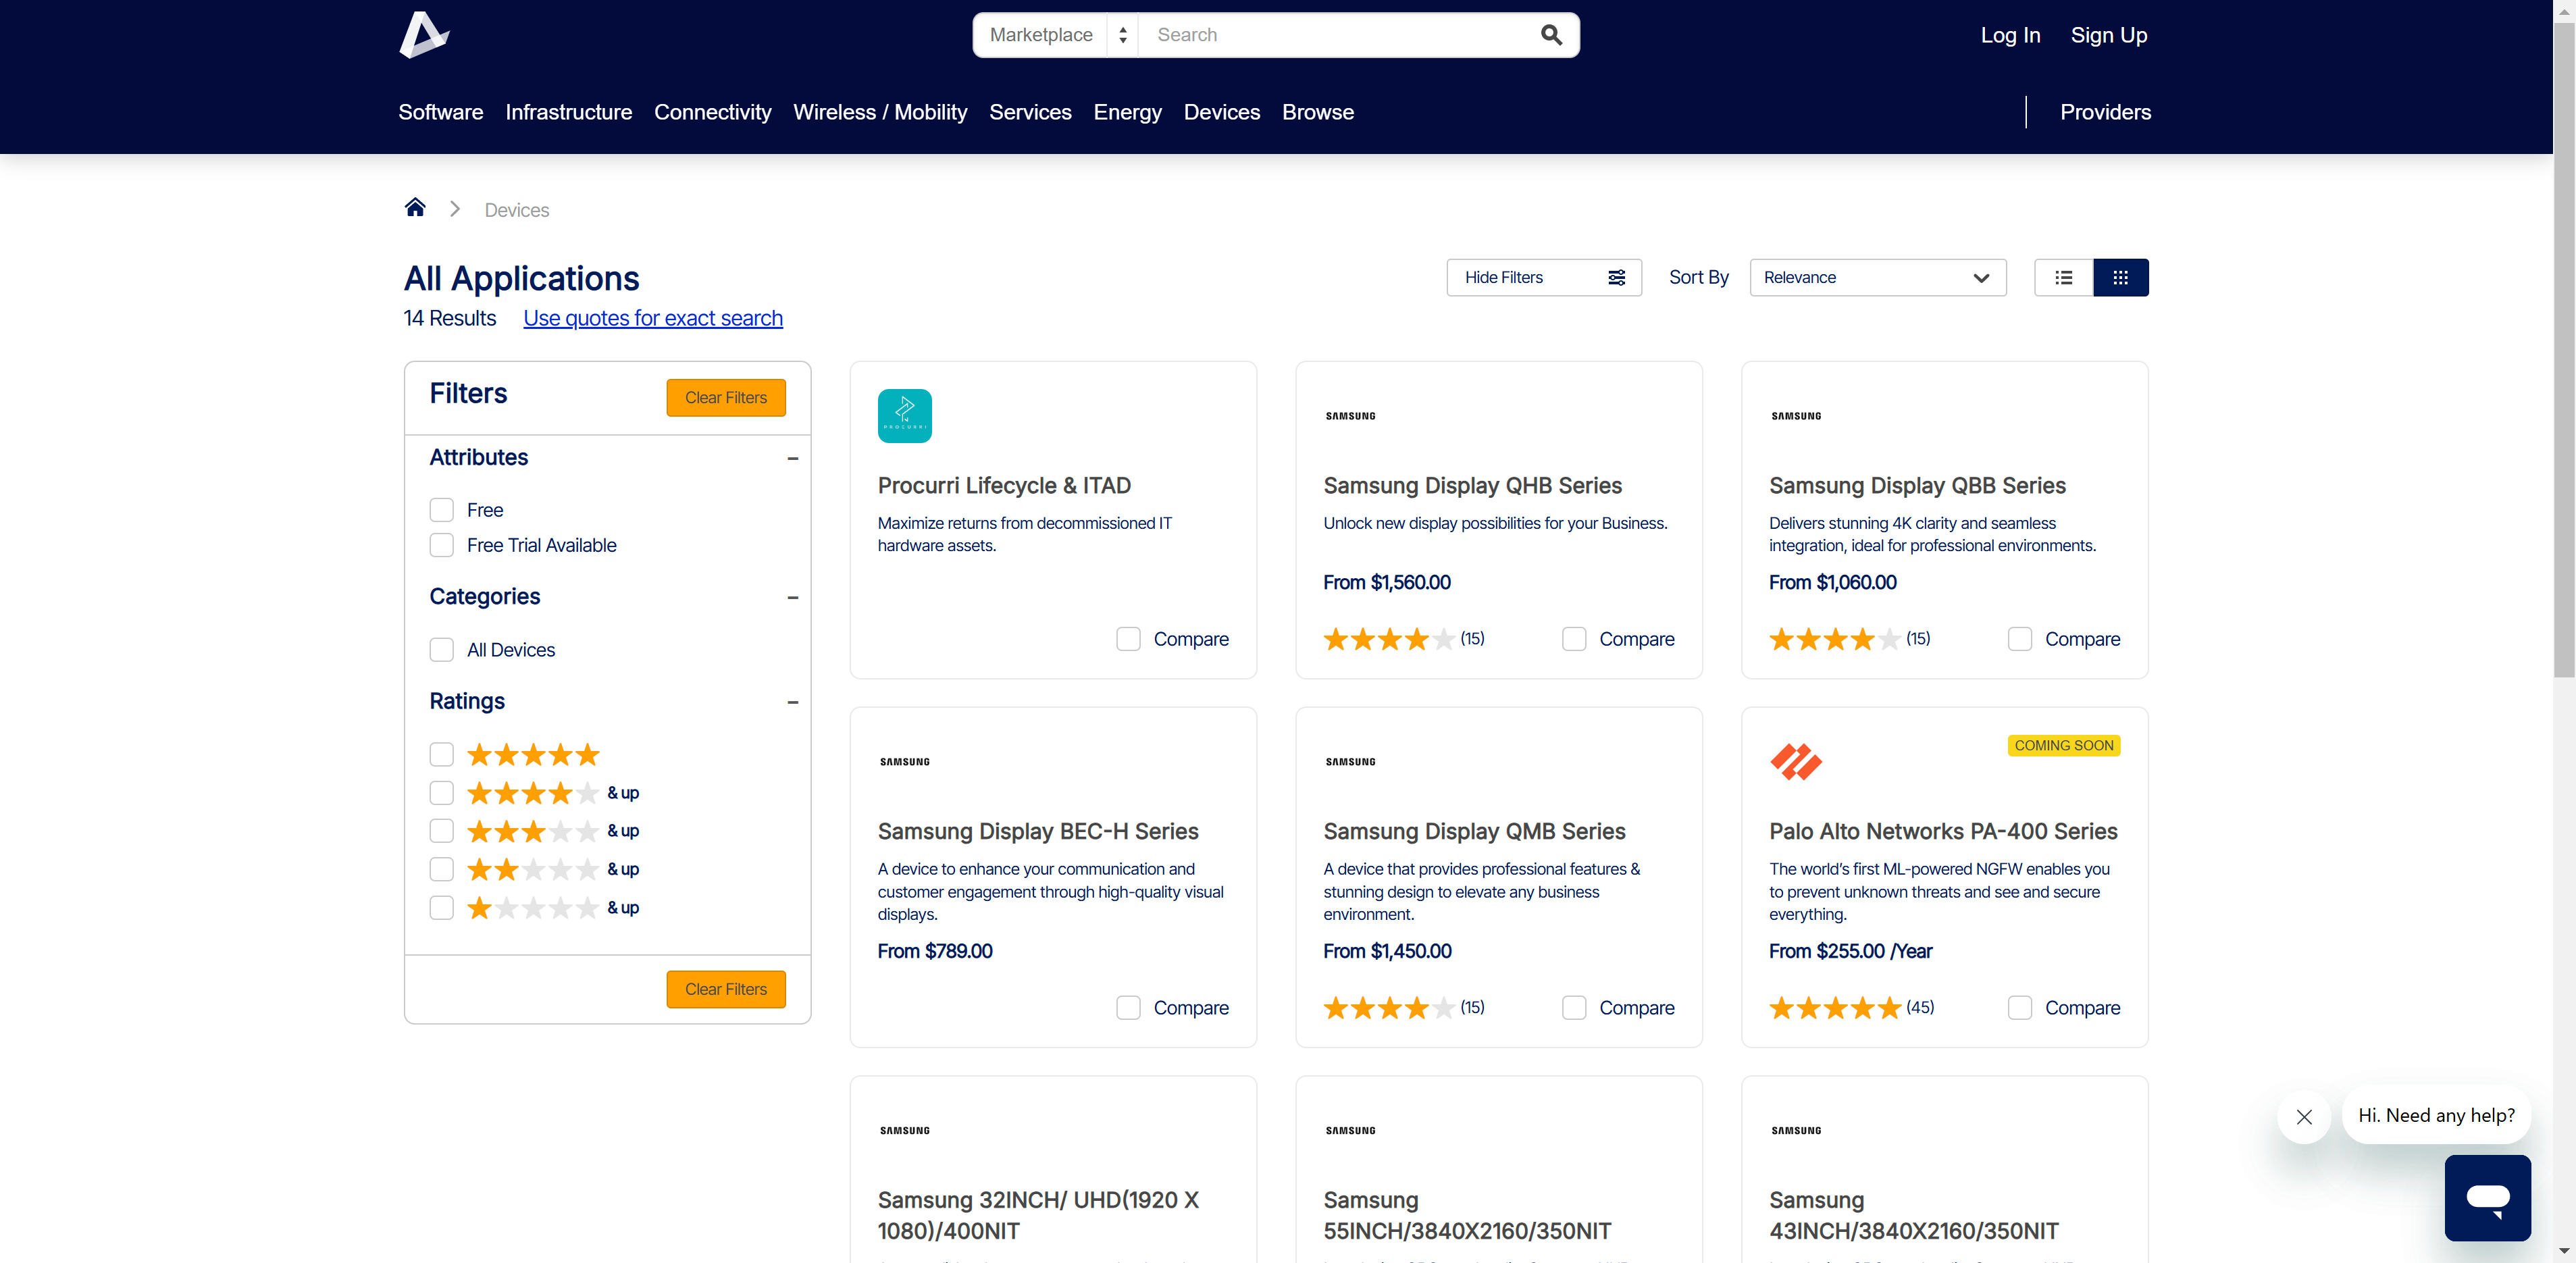 Marketplace
Search
Log In
Sign Up
Software
Infrastructure
Connectivity
Wireless / Mobility
Services
Energy
Devices
Browse
Providers
Devices
All Applications
14 Results
Use quotes for exact search
Hide Filters
Sort By
Relevance
Filters
Clear Filters
Attributes
Free
Free Trial Available
Categories
All Devices
Ratings
& up
& up
& up
& up
Clear Filters
PROCURRI
Procurri Lifecycle & ITAD
Maximize returns from decommissioned IT
hardware assets.
Compare
SAMSUNG
Samsung Display QHB Series
Unlock new display possibilities for your Business.
From $1,560.00
(15)
Compare
SAMSUNG
Samsung Display QBB Series
Delivers stunning 4K clarity and seamless
integration, ideal for professional environments.
From $1,060.00
(15)
Compare
SAMSUNG
Samsung Display BEC-H Series
A device to enhance your communication and
customer engagement through high-quality visual
displays.
From $789.00
Compare
SAMSUNG
Samsung Display QMB Series
A device that provides professional features &
stunning design to elevate any business
environment.
From $1,450.00
(15)
Compare
COMING SOON
Palo Alto Networks PA-400 Series
The world's first ML-powered NGFW enables you
to prevent unknown threats and see and secure
everything.
From $255.00 /Year
(45)
Compare
SAMSUNG
Samsung 32INCH/ UHD(1920 X
1080)/400NIT
SAMSUNG
Samsung
55INCH/3840X2160/350NIT
SAMSUNG
Samsung
43INCH/3840X2160/350NIT
Hi. Need any help?